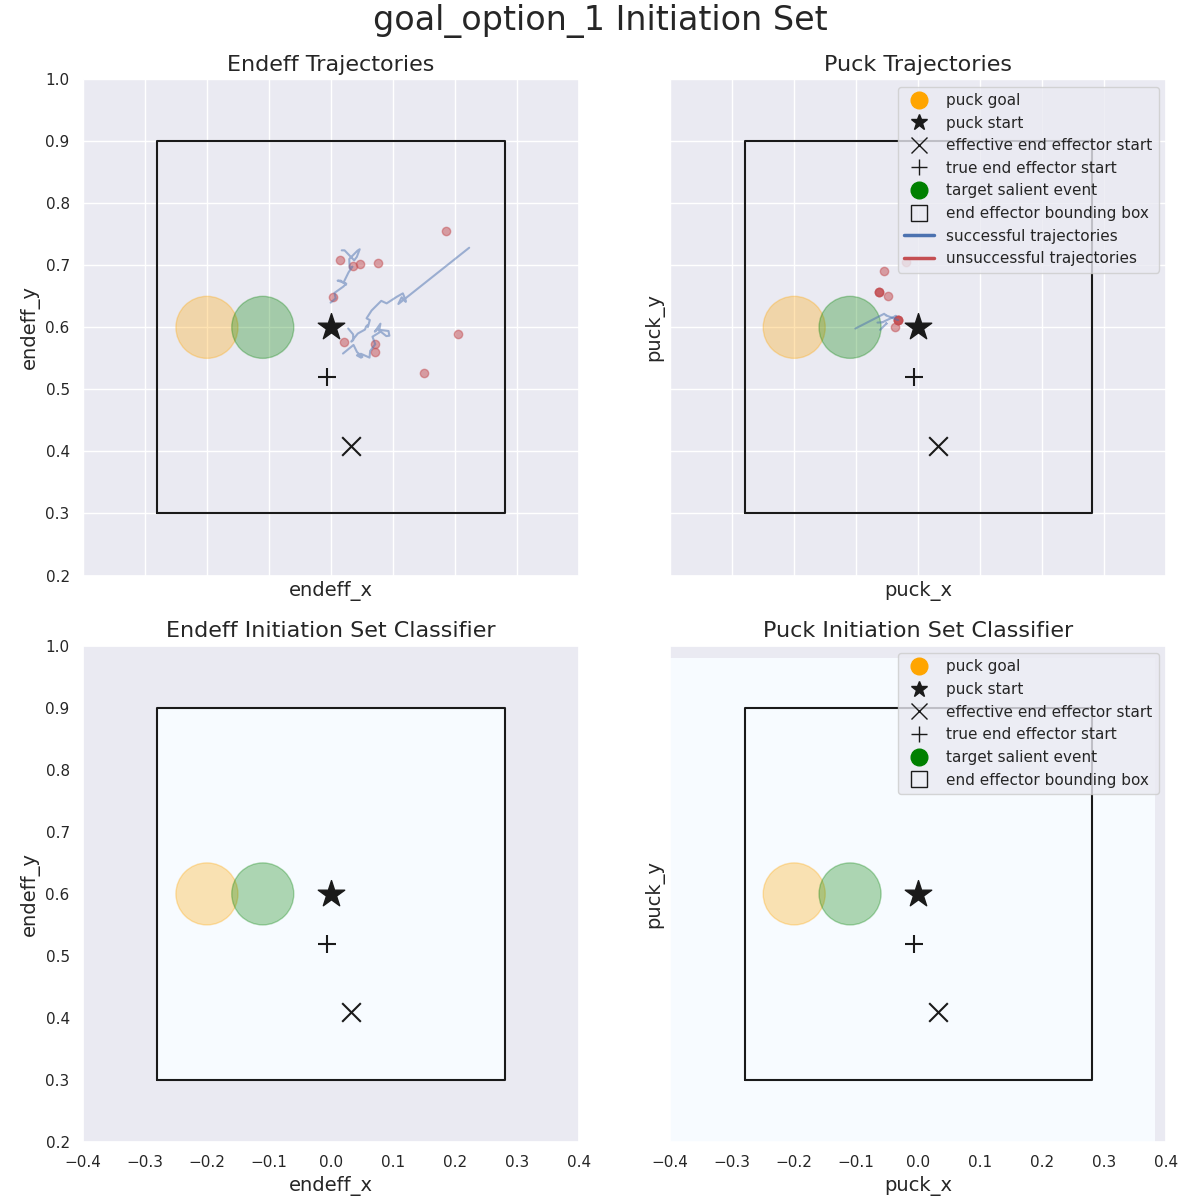 goal_option_1 Initiation Set
Endeff Trajectories
Puck Trajectories
1.0
0.9
0.8
0.7
0.6
0.5
0.4
0.3
0.2
endeff_y
endeff_x
puck_y
puck_x
puck goal
puck start
effective end effector start
true end effector start
target salient event
end effector bounding box
successful trajectories
unsuccessful trajectories
Endeff Initiation Set Classifier
Puck Initiation Set Classifier
1.0
0.9
0.8
0.7
0.6
0.5
0.4
0.3
0.2
endeff_y
−0.4 −0.3 −0.2 −0.1 0.0 0.1 0.2 0.3 0.4
endeff_x
puck_y
puck goal
puck start
effective end effector start
true end effector start
target salient event
end effector bounding box
−0.4 −0.3 −0.2 −0.1 0.0 0.1 0.2 0.3 0.4
puck_x